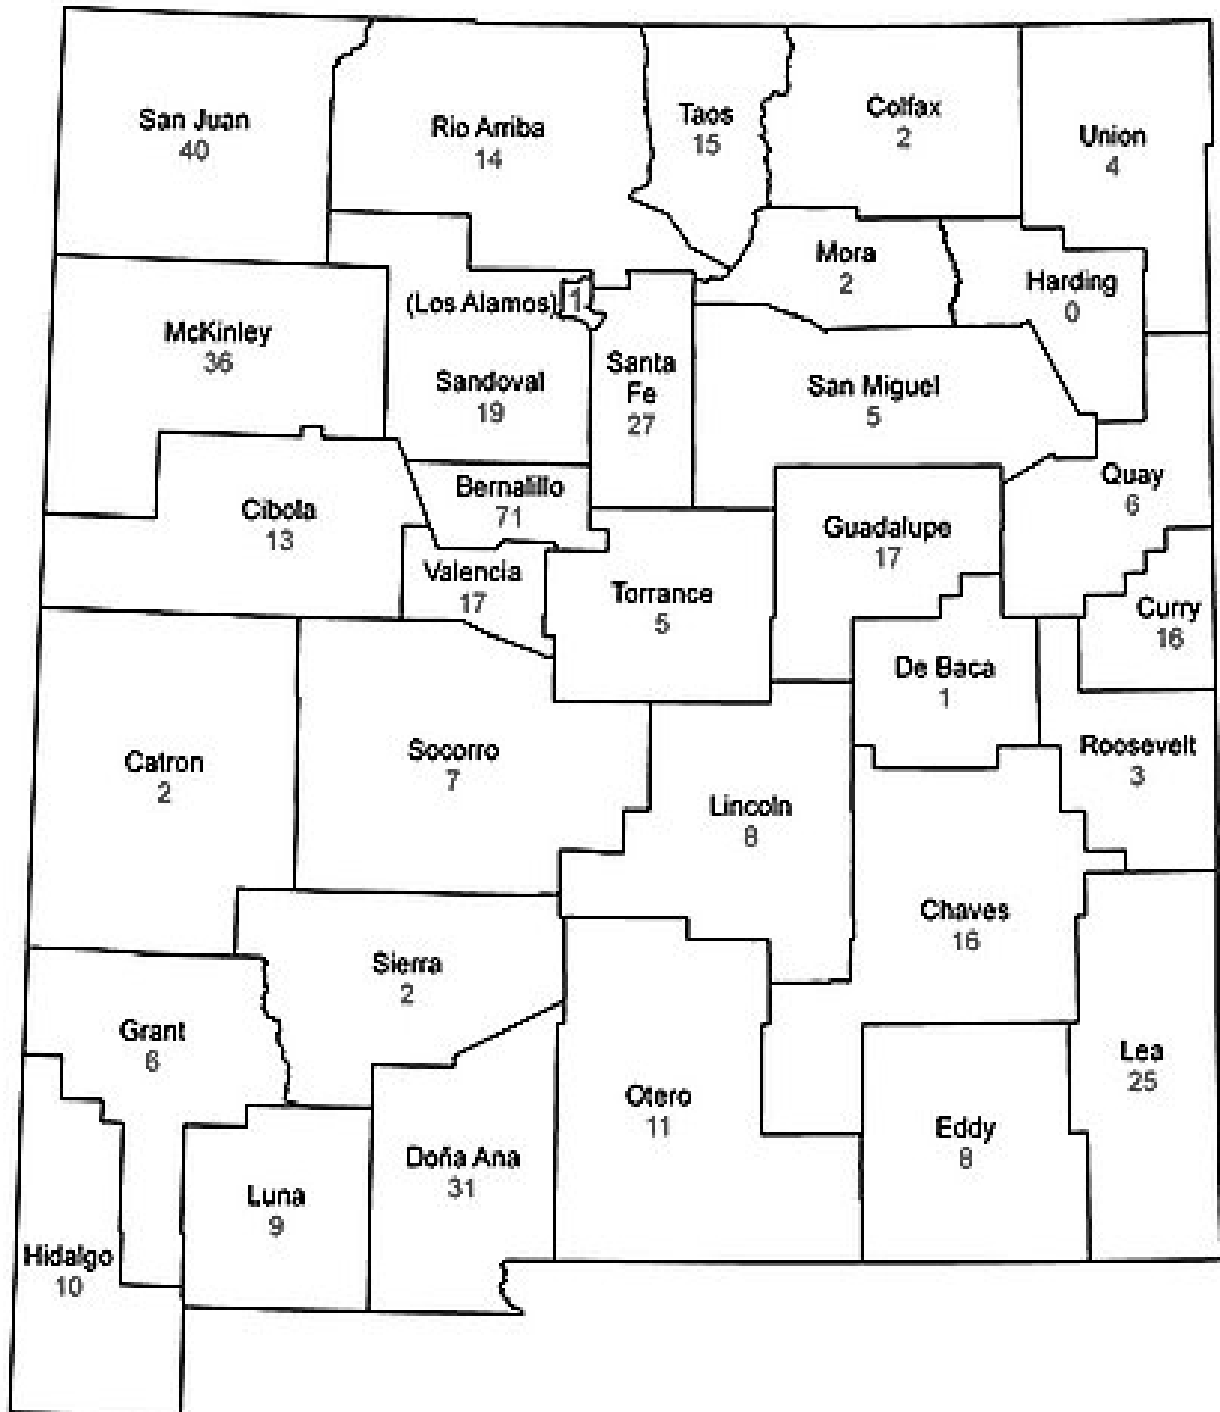 San Juan
40
Rio Arriba
14
Taos
15
Colfax
2
Union
4
Mora
2
Harding
0
(Los Alamos) 1
McKinley
36
Sandoval
19
Santa
Fe
27
San Miguel
5
Quay
6
Bernalillo
71
Cibola
13
Guadalupe
17
Valencia
17
Torrance
5
Curry
16
De Baca
1
Catron
2
Socorro
7
Roosevelt
3
Lincoln
8
Chaves
16
Sierra
2
Grant
6
Lea
25
Otero
11
Eddy
8
Doña Ana
31
Luna
9
Hidalgo
10